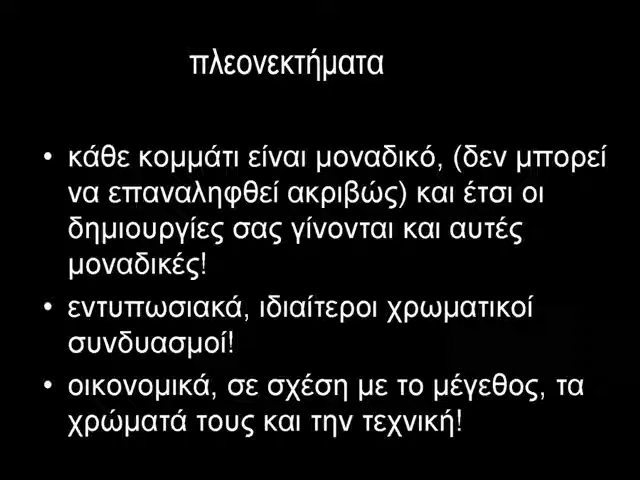 πλεονεκτήματα
• κάθε κομμάτι είναι μοναδικό, (δεν μπορεί
να επαναληφθεί ακριβώς) και έτσι οι
δημιουργίες σας γίνονται και αυτές
μοναδικές!
• εντυπωσιακά, ιδιαίτεροι χρωματικοί
συνδυασμοί!
• οικονομικά, σε σχέση με το μέγεθος, τα
χρώματά τους και την τεχνική!